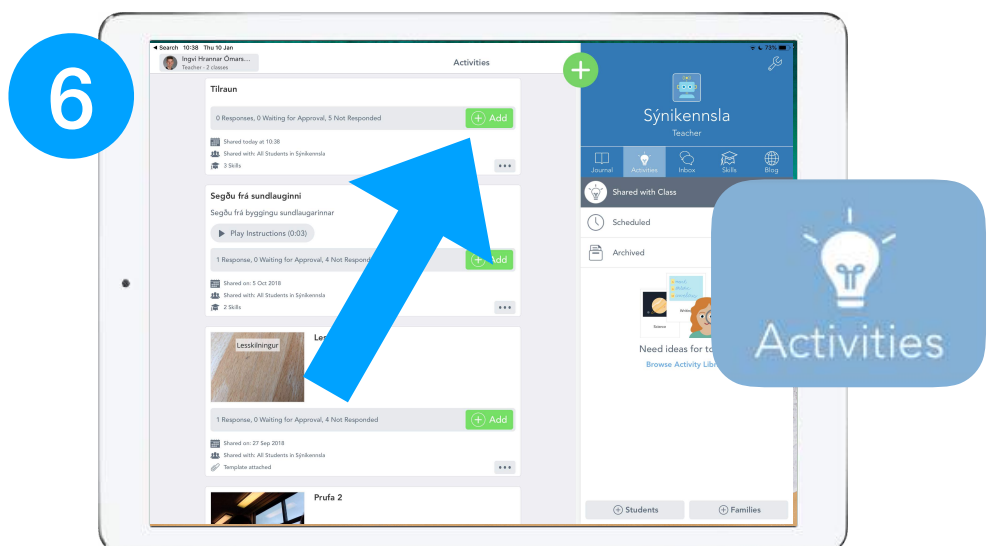 6
Search 10:38 Thu 10 Jan
73%
Ingvi Hrannar Ómars...
Teacher - 2 classes
Activities
Tilraun
0 Responses, 0 Waiting for Approval, 5 Not Responded
Add
Shared today at 10:38
Shared with: All Students in Sýnikennsla
3 Skills
Segðu frá sundlauginni
Segðu frá byggingu sundlaugarinnar
Play Instructions (0:03)
1 Response, 0 Waiting for Approval, 4 Not Respond
Add
Shared on: 5 Oct 2018
Shared with: All Students in Sýnikennsla
2 Skills
Lesskilningur
Les
1 Response, 0 Waiting for Approval, 4 Not Responded
Add
Shared on: 27 Sep 2018
Shared with: All Students in Sýnikennsla
Template attached
Prufa 2
Sýnikennsla
Teacher
Journal
Activities
Inbox
Skills
Blog
Shared with Class
Scheduled
Archived
Science
Need ideas for to
Browse Activity Libr
Students
Families
Activities